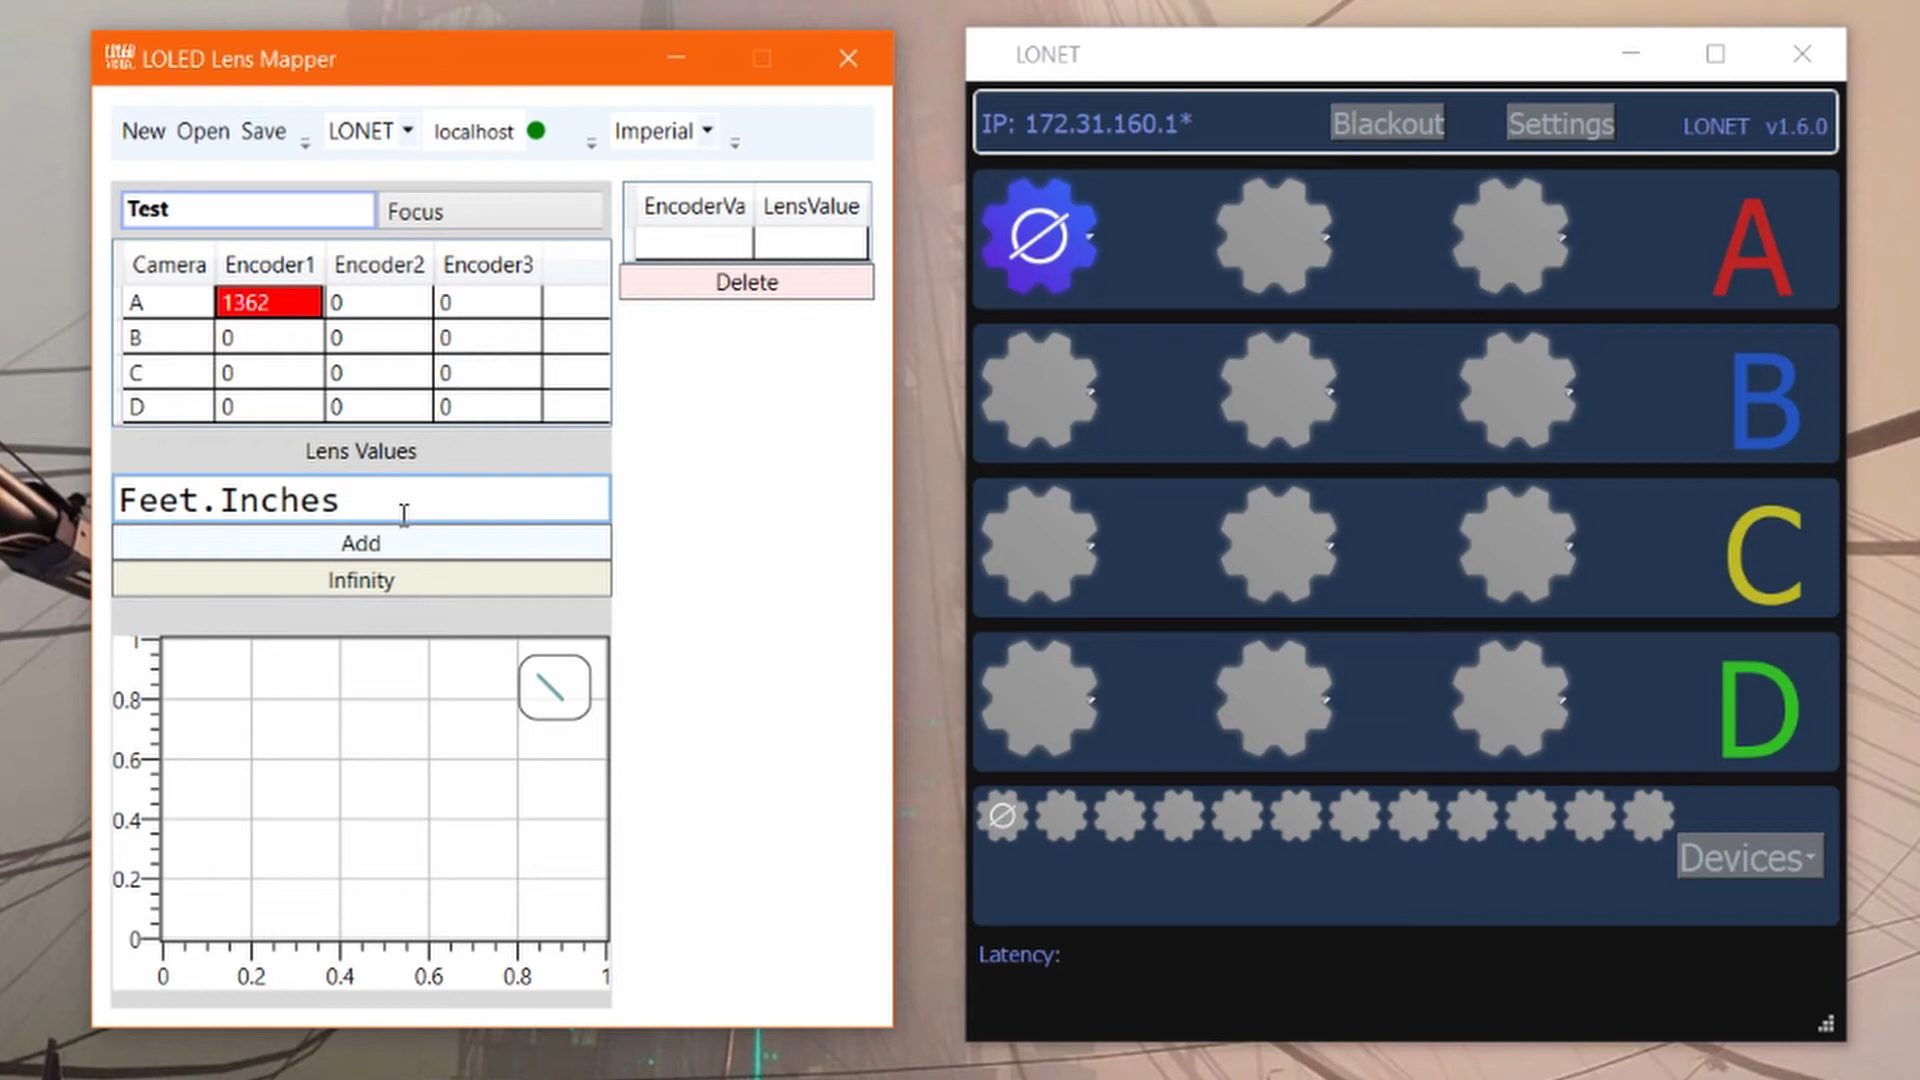 LOLED Lens Mapper
New Open Save LONET localhost Imperial
Test Focus
Camera Encoder1 Encoder2 Encoder3
A 1362 0 0
B 0 0 0
C 0 0 0
D 0 0 0
Lens Values
Feet.Inches
Add
Infinity
1
0.8
0.6
0.4
0.2
0
0 0.2 0.4 0.6 0.8 1
EncoderVa LensValue
Delete
LONET
IP: 172.31.160.1* Blackout Settings LONET v1.6.0
A
B
C
D
Devices
Latency: